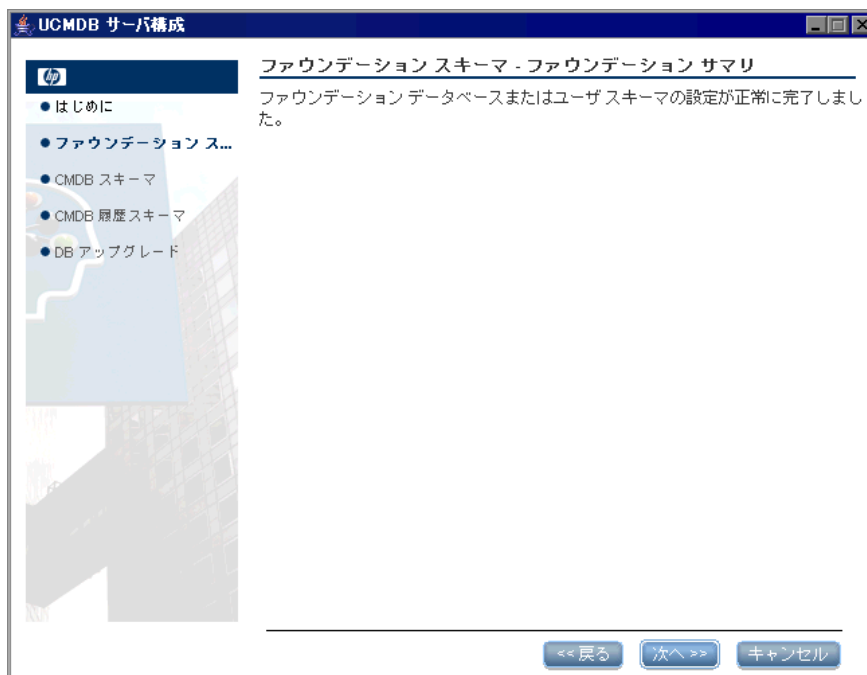 UCMDB サーバ構成
hp
はじめに
ファウンデーション ス...
CMDB スキーマ
CMDB 履歴スキーマ
DB アップグレード
ファウンデーション スキーマ - ファウンデーション サマリ
ファウンデーション データベースまたはユーザ スキーマの設定が正常に完了しまし
た。
<< 戻る
次へ >>
キャンセル